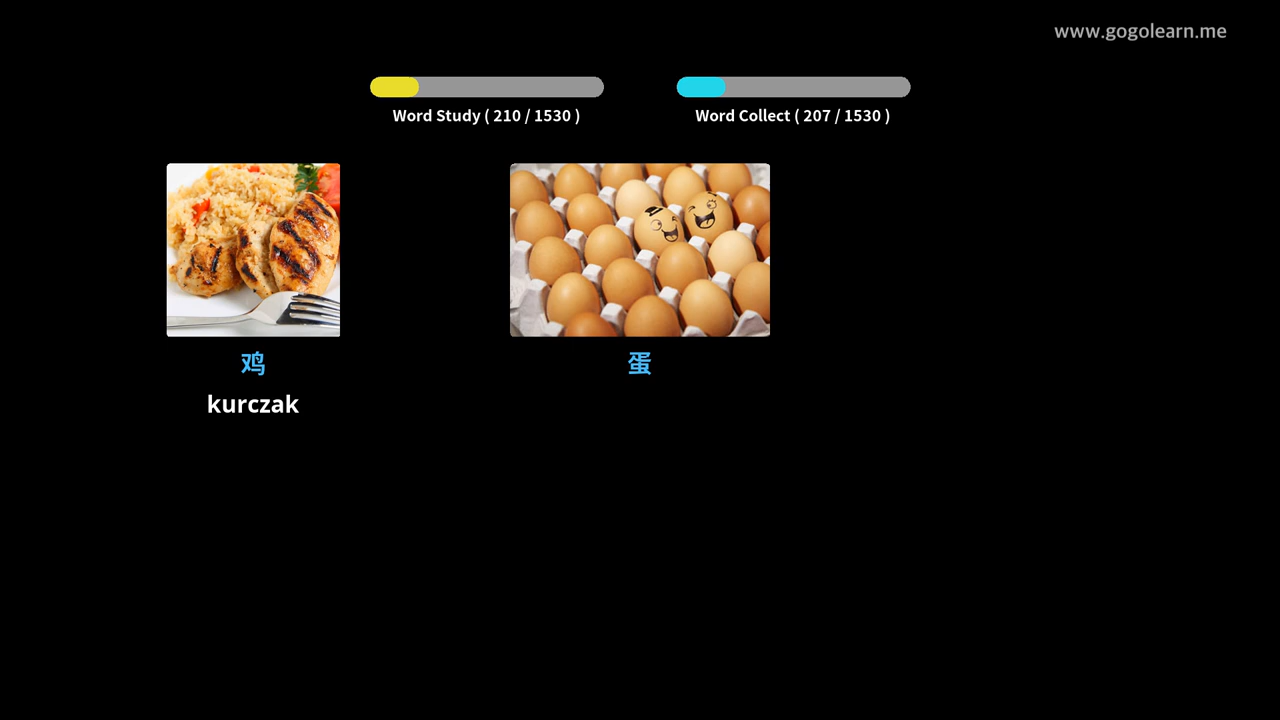 www.gogolearn.me
Word Study ( 210 / 1530 )
Word Collect ( 207 / 1530 )
鸡
蛋
kurczak